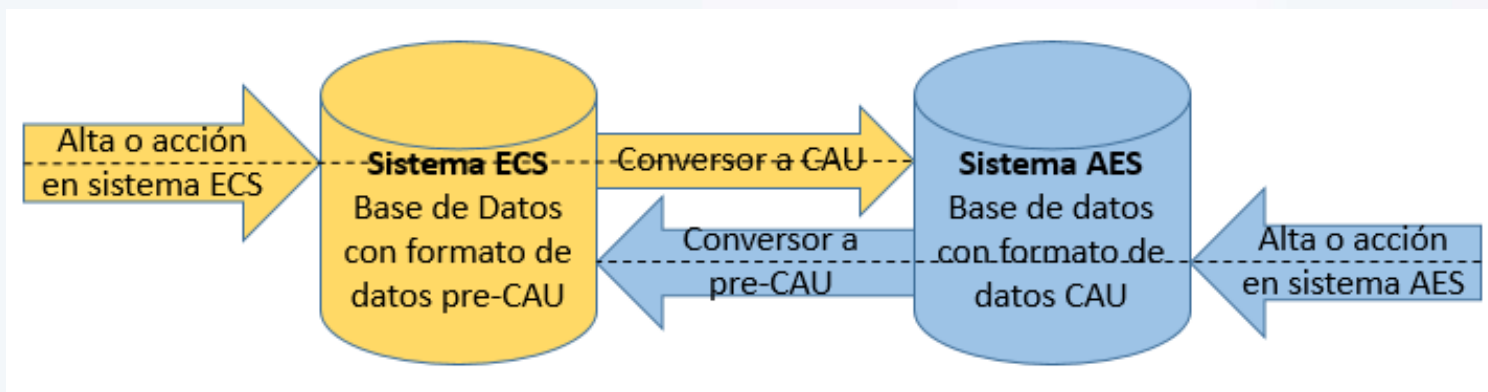 Alta o acción
en sistema ECS
Sistema ECS
Base de Datos
con formato de
datos pre-CAU
Conversor a CAU
Conversor a
pre-CAU
Sistema AES
Base de datos
con formato de
datos CAU
Alta o acción
en sistema AES